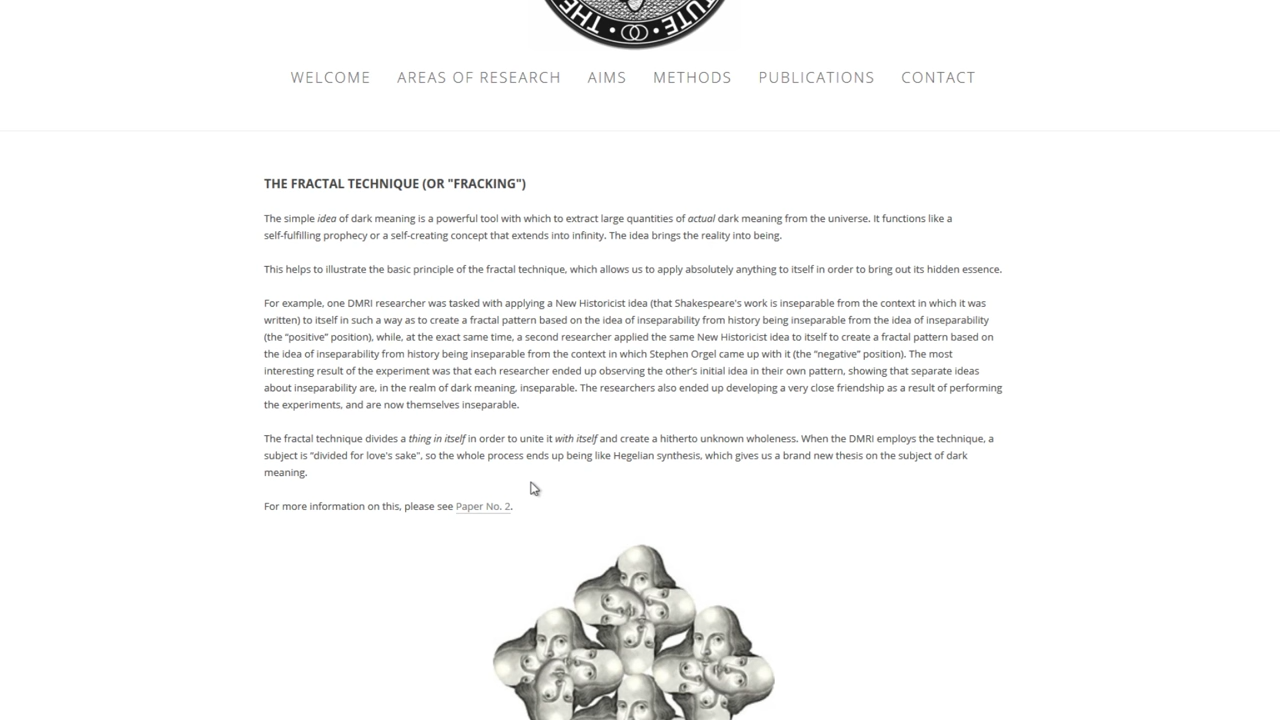 THE • • UTE
WELCOME AREAS OF RESEARCH AIMS METHODS PUBLICATIONS CONTACT
THE FRACTAL TECHNIQUE (OR "FRACKING")
The simple idea of dark meaning is a powerful tool with which to extract large quantities of actual dark meaning from the universe. It functions like a
self-fulfilling prophecy or a self-creating concept that extends into infinity. The idea brings the reality into being.
This helps to illustrate the basic principle of the fractal technique, which allows us to apply absolutely anything to itself in order to bring out its hidden essence.
For example, one DMRI researcher was tasked with applying a New Historicist idea (that Shakespeare's work is inseparable from the context in which it was
written) to itself in such a way as to create a fractal pattern based on the idea of inseparability from history being inseparable from the idea of inseparability
(the “positive” position), while, at the exact same time, a second researcher applied the same New Historicist idea to itself to create a fractal pattern based on
the idea of inseparability from history being inseparable from the context in which Stephen Orgel came up with it (the “negative” position). The most
interesting result of the experiment was that each researcher ended up observing the other’s initial idea in their own pattern, showing that separate ideas
about inseparability are, in the realm of dark meaning, inseparable. The researchers also ended up developing a very close friendship as a result of performing
the experiments, and are now themselves inseparable.
The fractal technique divides a thing in itself in order to unite it with itself and create a hitherto unknown wholeness. When the DMRI employs the technique, a
subject is "divided for love's sake", so the whole process ends up being like Hegelian synthesis, which gives us a brand new thesis on the subject of dark
meaning.
For more information on this, please see Paper No. 2.